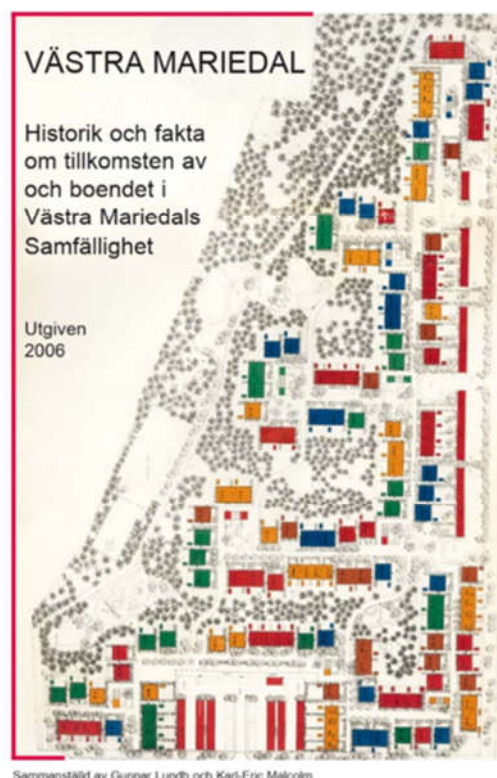 VÄSTRA MARIEDAL
Historik och fakta
om tillkomsten av
och boendet i
Västra Mariedals
Samfällighet
Utgiven
2006
Sammanställd av Gunnar Lundh och Karl-Eric Malcolm